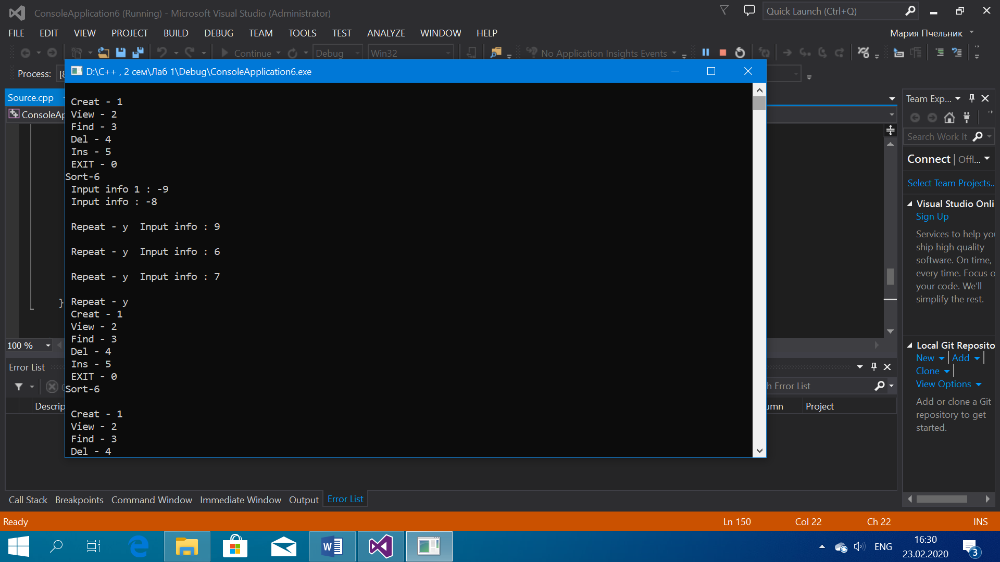 ConsoleApplication6 (Running) - Microsoft Visual Studio (Administrator)
Quick Launch (Ctrl+Q)
FILE EDIT VIEW PROJECT BUILD DEBUG TEAM TOOLS TEST ANALYZE WINDOW HELP
Мария Пчельник
Continue Debug Win32 No Application Insights Events
Process:
D:\C++ , 2 сем\Лаб 1\Debug\ConsoleApplication6.exe
Source.cpp
ConsoleAp
Creat - 1
View - 2
Find - 3
Del - 4
Ins - 5
EXIT - 0
Sort-6
Input info 1 : -9
Input info : -8
Repeat - y  Input info : 9
Repeat - y  Input info : 6
Repeat - y  Input info : 7
Repeat - y
Creat - 1
View - 2
Find - 3
Del - 4
Ins - 5
EXIT - 0
Sort-6
Creat - 1
View - 2
Find - 3
Del - 4
}
100 %
Error List
h Error List
Descrip
umn Project
Team Exp...
Search Work It
Connect | Offl...
Select Team Projects..
Visual Studio Onli
Sign Up
Services to help you
ship high quality
software. On time,
every time. Focus o
your code. We'll
simplify the rest.
Local Git Reposito
New Add
Clone
View Options
Add or clone a Git
repository to get
started.
Call Stack Breakpoints Command Window Immediate Window Output Error List
Ready Ln 150 Col 22 Ch 22 INS
ENG
16:30
23.02.2020
3